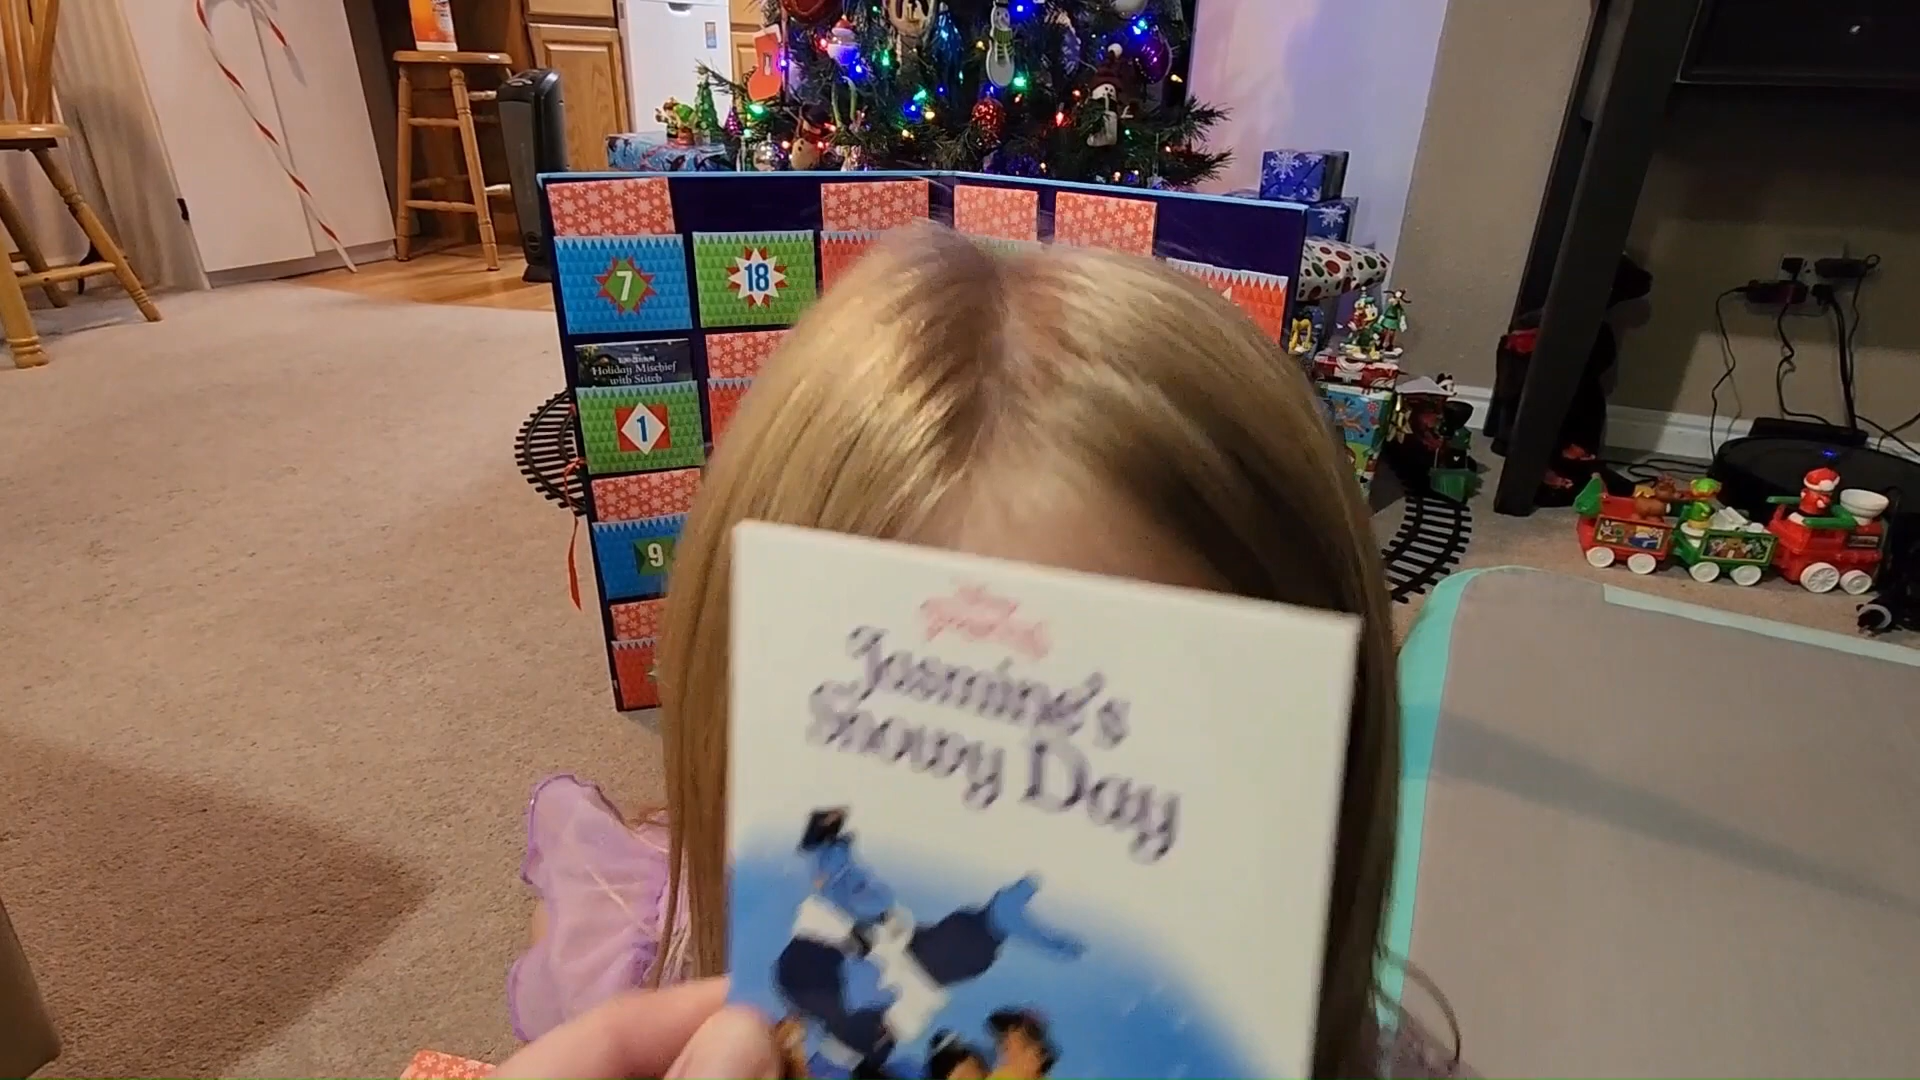 7
18
Holiday Mischief
with Stitch
1
9
Jasmine's
Snowy Day